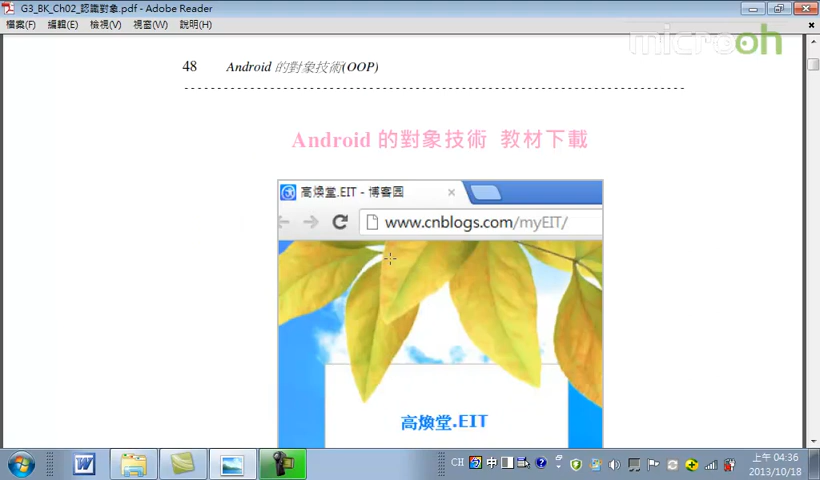 G3_BK_Ch02_認識對象.pdf - Adobe Reader
檔案(F) 編輯(E) 檢視(V) 視窗(W) 說明(H)
microoh
48 Android 的對象技術(OOP)
Android 的對象技術 教材下載
高煥堂.EIT - 博客园
www.cnblogs.com/myEIT/
高煥堂.EIT
CH 中
上午 04:36
2013/10/18